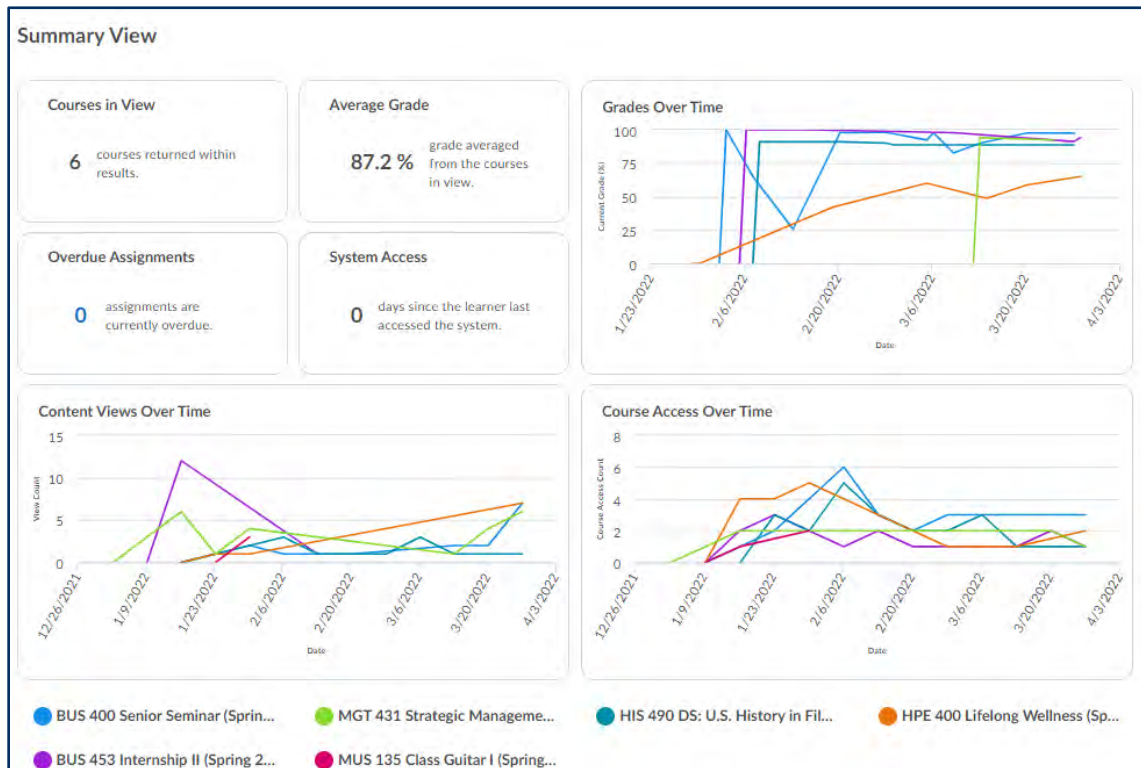 Summary View
Courses in View
6
courses returned within
results.
Average Grade
87.2 %
grade averaged
from the courses
in view.
Overdue Assignments
0
assignments are
currently overdue.
System Access
0
days since the learner last
accessed the system.
Grades Over Time
Current Grade (%)
100
75
50
25
0
1/23/2022
2/6/2022
2/20/2022
3/6/2022
3/20/2022
4/3/2022
Date
Content Views Over Time
View Count
15
10
5
0
12/26/2021
1/9/2022
1/23/2022
2/6/2022
2/20/2022
3/6/2022
3/20/2022
4/3/2022
Date
Course Access Over Time
Course Access Count
8
6
4
2
0
12/26/2021
1/9/2022
1/23/2022
2/6/2022
2/20/2022
3/6/2022
3/20/2022
4/3/2022
Date
BUS 400 Senior Seminar (Sprin...
MGT 431 Strategic Manageme...
HIS 490 DS: U.S. History in Fil...
HPE 400 Lifelong Wellness (Sp...
BUS 453 Internship II (Spring 2...
MUS 135 Class Guitar I (Spring...